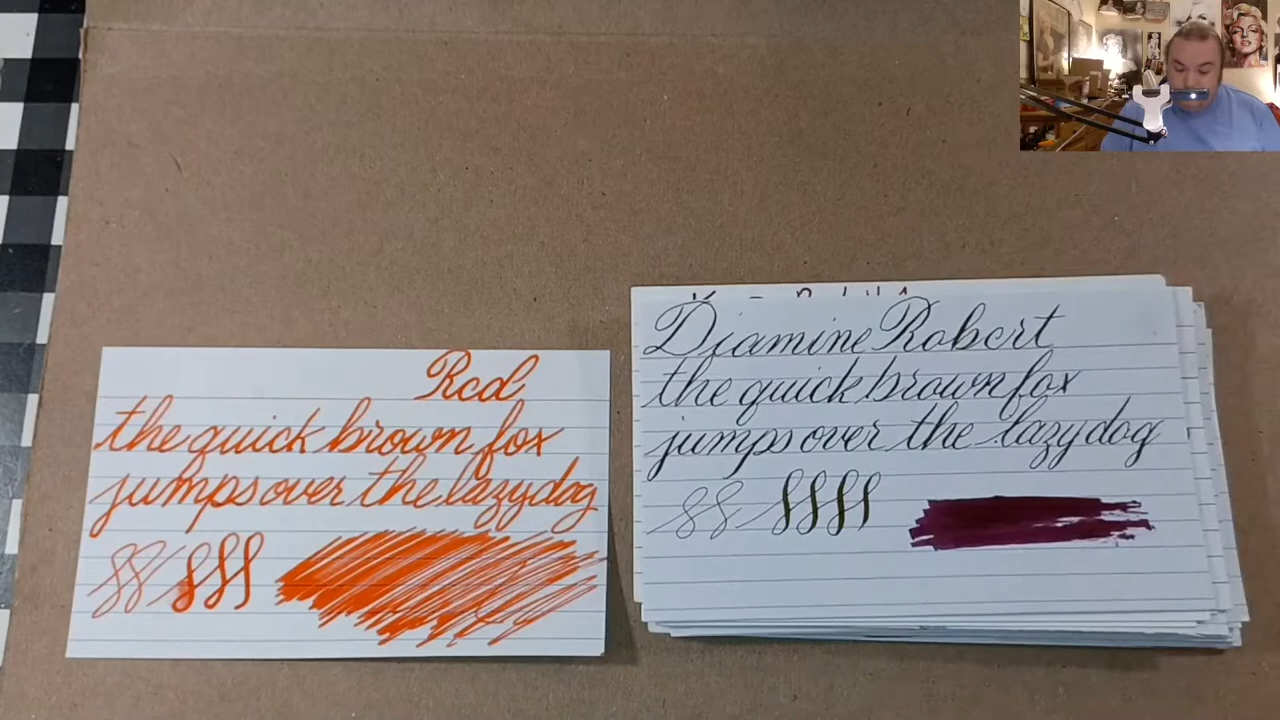 Red
the quick brown fox
jumps over the lazy dog
Diamine Robert
the quick brown fox
jumps over the lazy dog